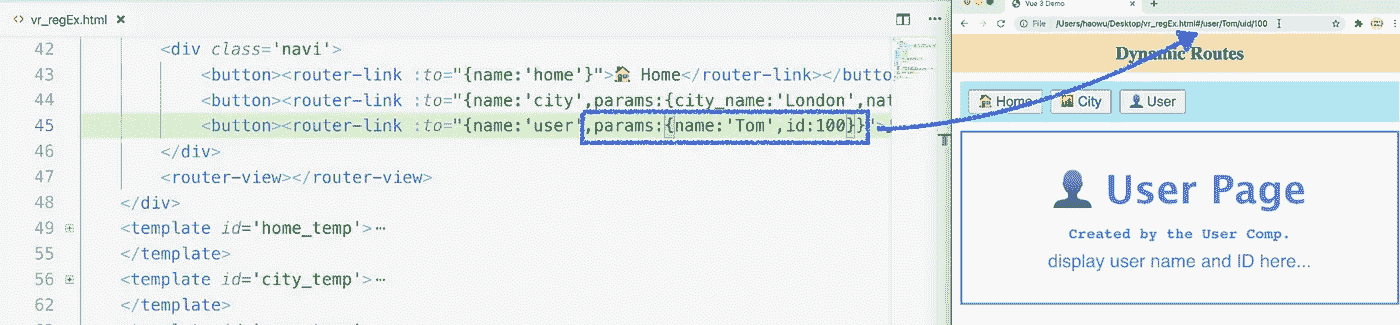 vr_regEx.html
42 <div class='navi'>
43 <button><router-link :to="{name:'home'}">🏠 Home</router-link></butto
44 <button><router-link :to="{name:'city',params:{city_name:'London',nat
45 <button><router-link :to="{name:'user',params:{name:'Tom',id:100}}">
46 </div>
47 <router-view></router-view>
48 </div>
49 <template id='home_temp'>…
55 </template>
56 <template id='city_temp'>…
62 </template>
Vue 3 Demo
File /Users/haowu/Desktop/vr_regEx.html#/user/Tom/uid/100
Dynamic Routes
🏠 Home
🏙 City
👤 User
👤 User Page
Created by the User Comp.
display user name and ID here...